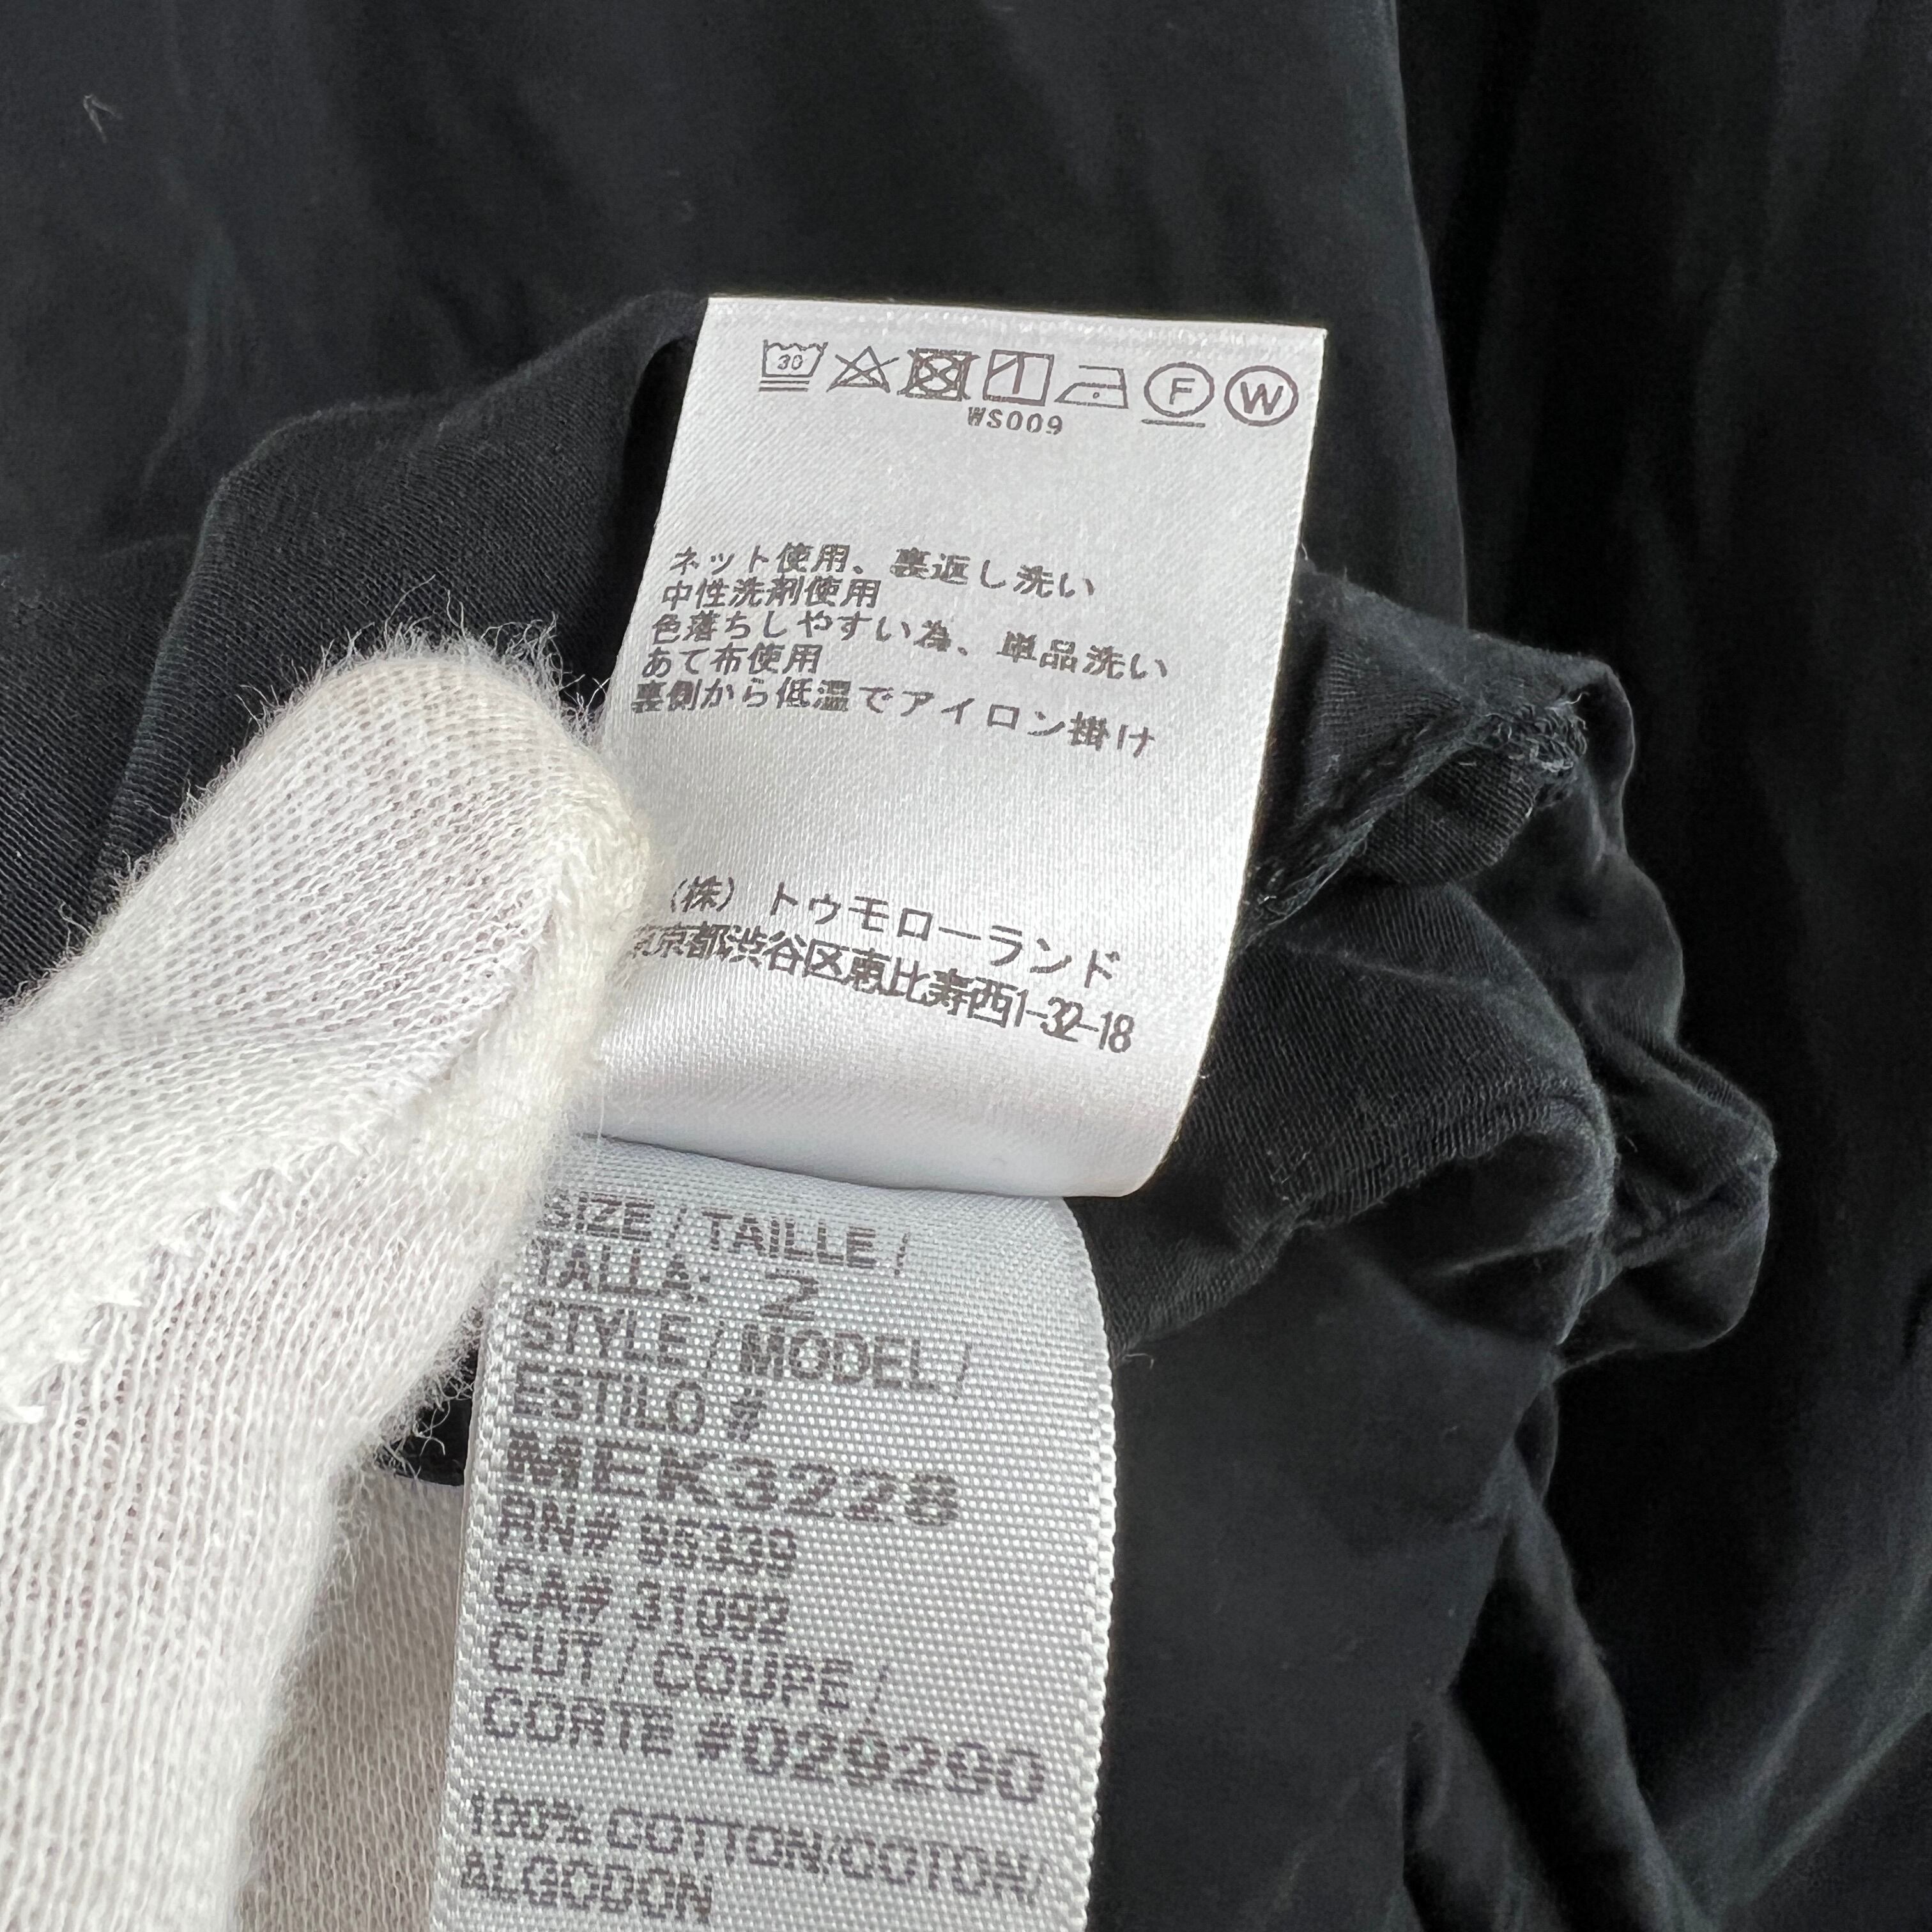 30 F W
WS009
ネット使用、裏返し洗い
中性洗剤使用
色落ちしやすい為、単品洗い
あて布使用
裏側から低温でアイロン掛け
(株)トゥモローランド
東京都渋谷区恵比寿西1-32-18
SIZE / TAILLE /
TALLA: 2
STYLE / MODEL /
ESTILO #
MEK3228
RN# 95339
CA# 31092
CUT / COUPE /
CORTE #029290
100% COTTON/COTON/
ALGODON